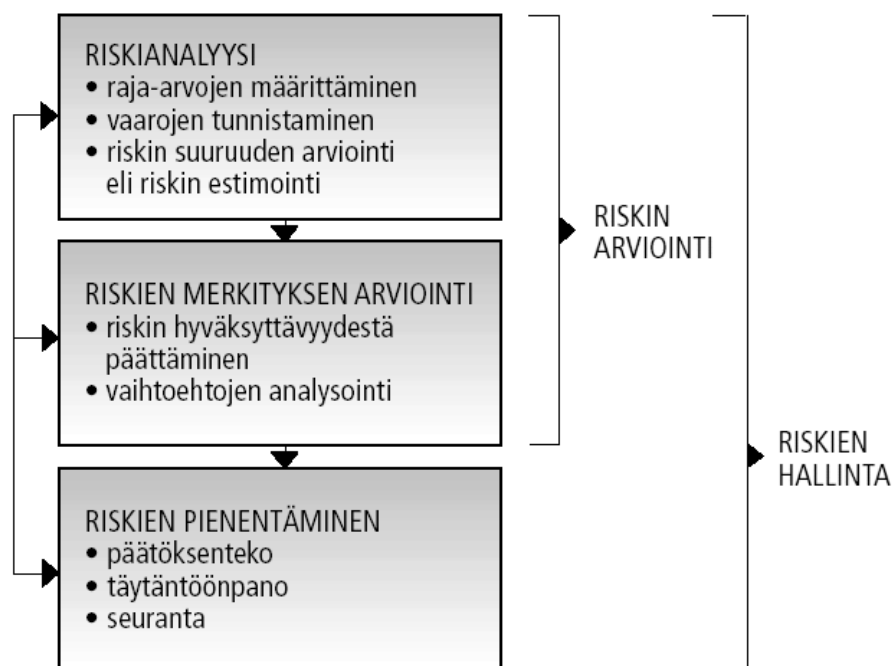 RISKIANALYYSI
• raja-arvojen määrittäminen
• vaarojen tunnistaminen
• riskin suuruuden arviointi
eli riskin estimointi
RISKIEN MERKITYKSEN ARVIOINTI
• riskin hyväksyttävyydestä
päättäminen
• vaihtoehtojen analysointi
RISKIEN PIENENTÄMINEN
• päätöksenteko
• täytäntöönpano
• seuranta
RISKIN
ARVIOINTI
RISKIEN
HALLINTA